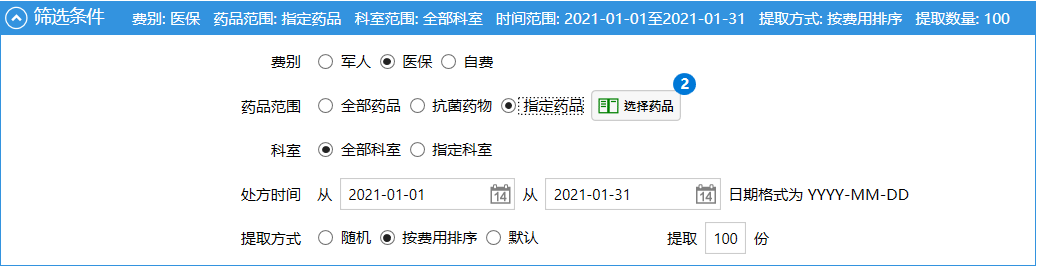 筛选条件 费别: 医保 药品范围: 指定药品 科室范围: 全部科室 时间范围: 2021-01-01至2021-01-31 提取方式: 按费用排序 提取数量: 100
费别 军人 医保 自费
药品范围 全部药品 抗菌药物 指定药品 选择药品 2
科室 全部科室 指定科室
处方时间 从 2021-01-01 14 从 2021-01-31 14 日期格式为 YYYY-MM-DD
提取方式 随机 按费用排序 默认 提取 100 份